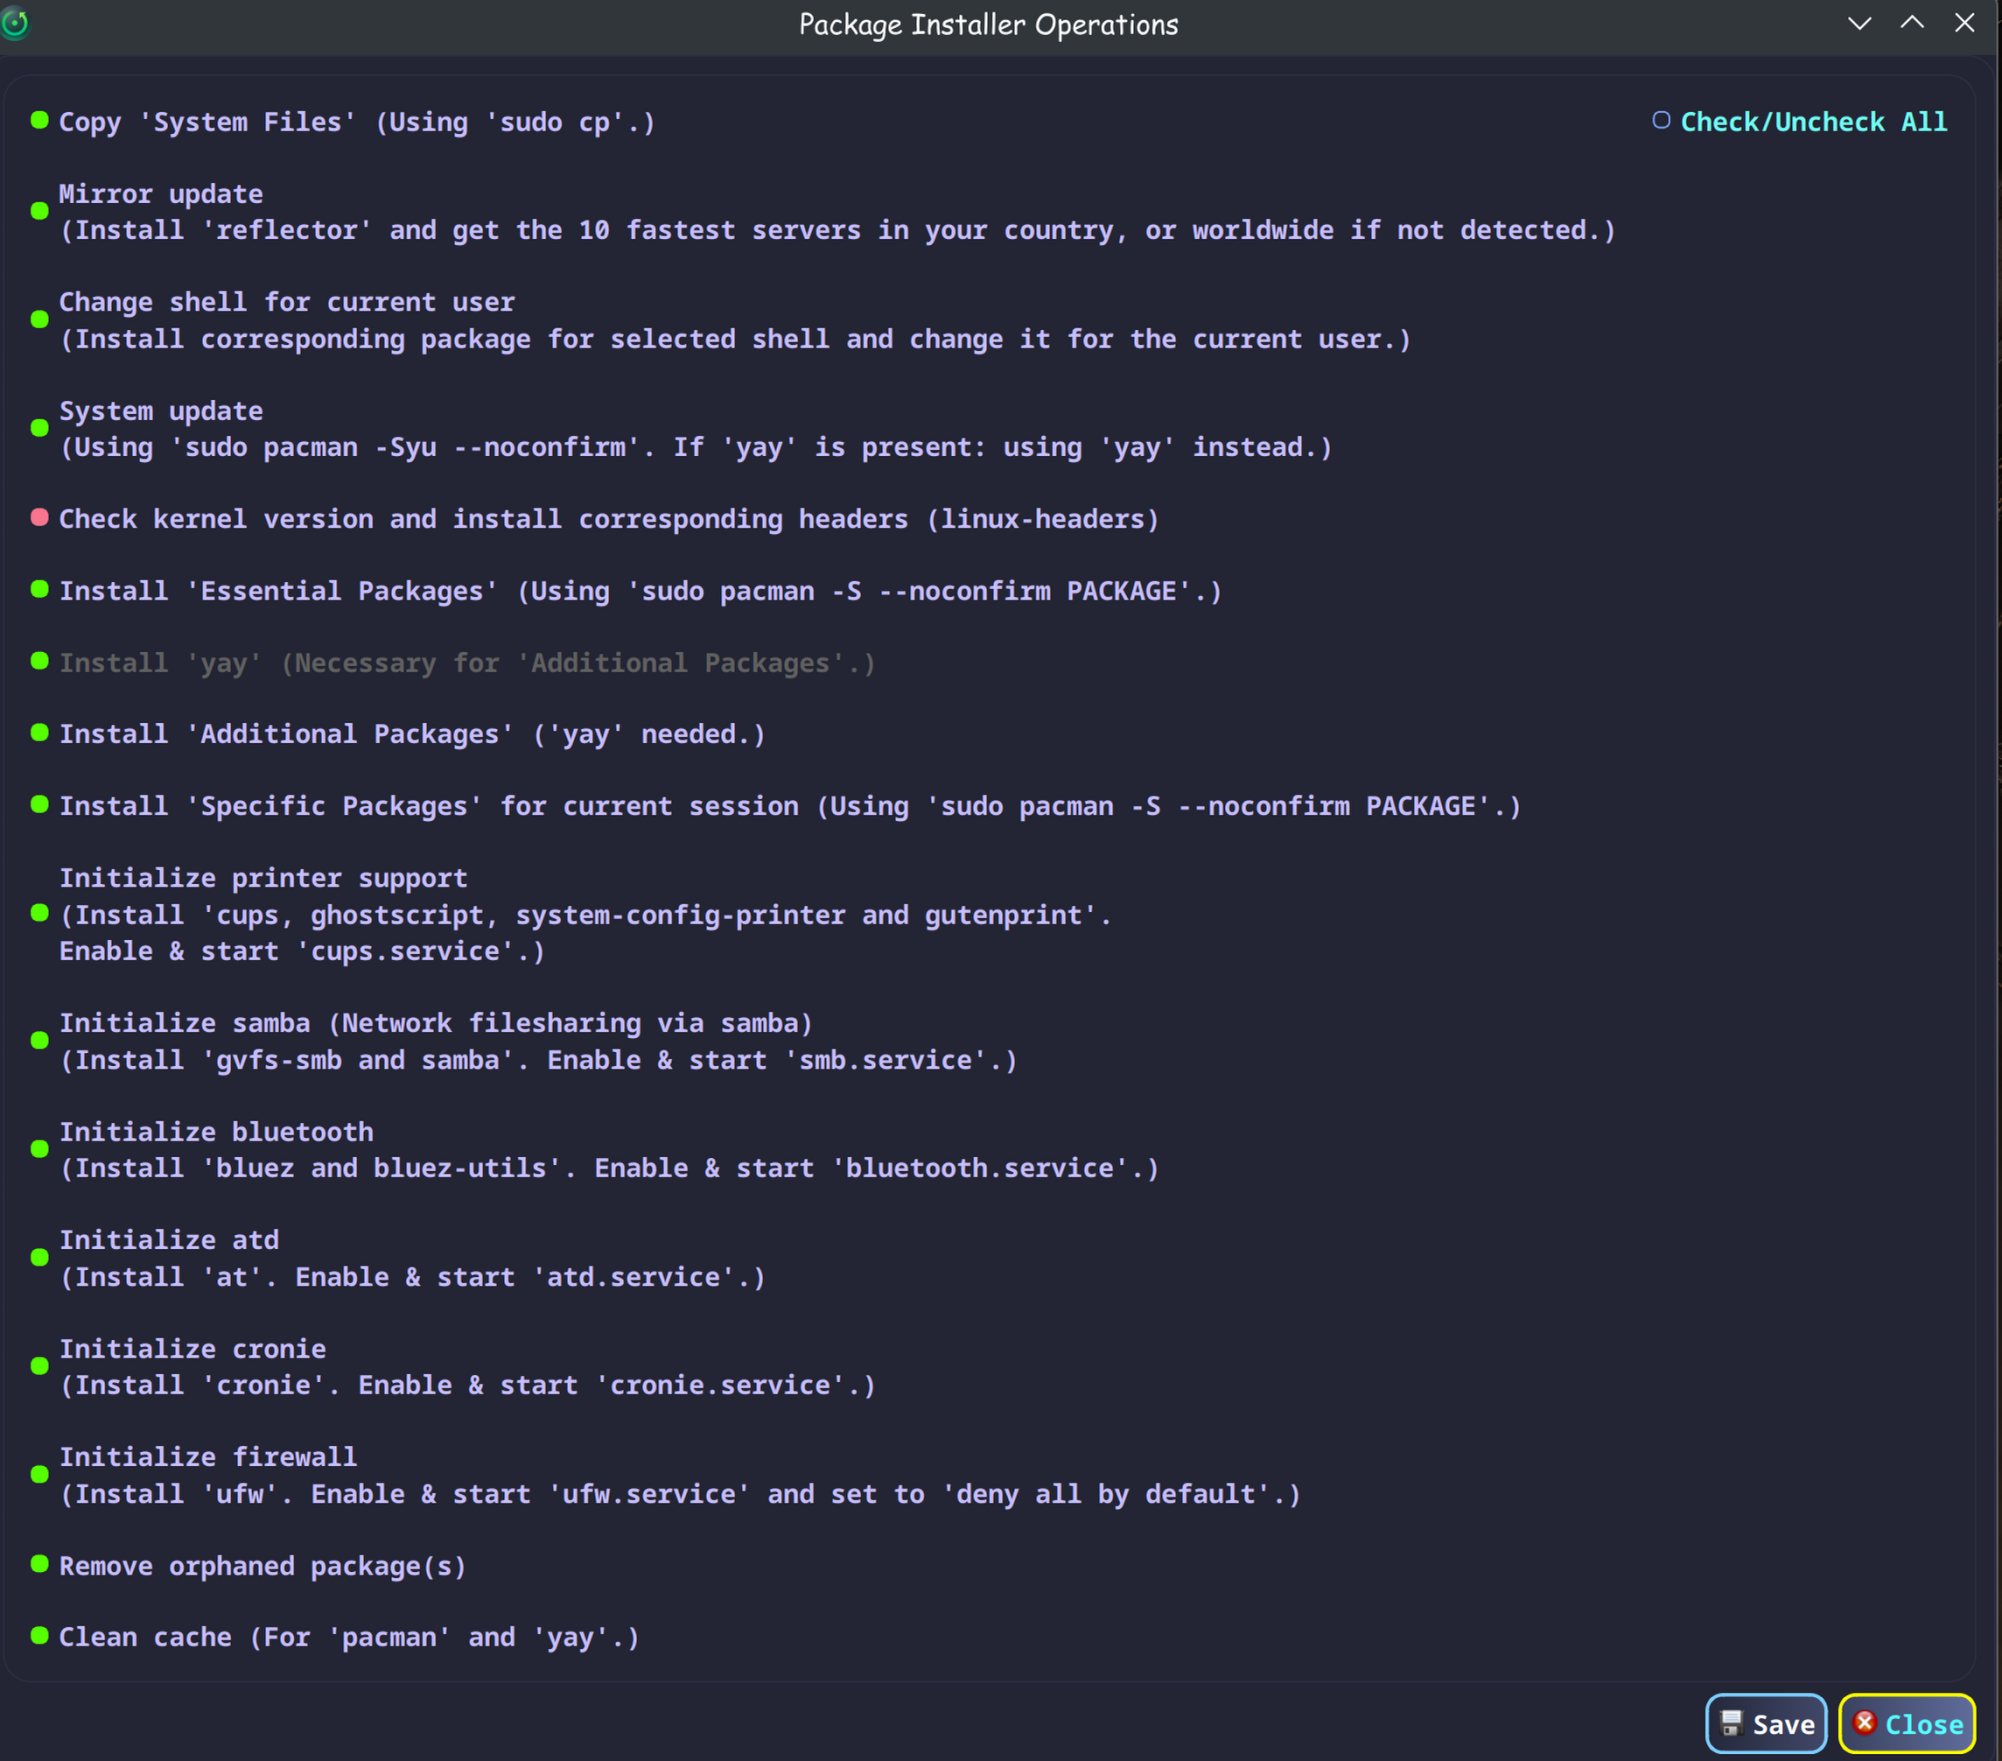 Package Installer Operations
Copy 'System Files' (Using 'sudo cp'.)
Check/Uncheck All
Mirror update
(Install 'reflector' and get the 10 fastest servers in your country, or worldwide if not detected.)
Change shell for current user
(Install corresponding package for selected shell and change it for the current user.)
System update
(Using 'sudo pacman -Syu --noconfirm'. If 'yay' is present: using 'yay' instead.)
Check kernel version and install corresponding headers (linux-headers)
Install 'Essential Packages' (Using 'sudo pacman -S --noconfirm PACKAGE'.)
Install 'yay' (Necessary for 'Additional Packages'.)
Install 'Additional Packages' ('yay' needed.)
Install 'Specific Packages' for current session (Using 'sudo pacman -S --noconfirm PACKAGE'.)
Initialize printer support
(Install 'cups, ghostscript, system-config-printer and gutenprint'.
Enable & start 'cups.service'.)
Initialize samba (Network filesharing via samba)
(Install 'gvfs-smb and samba'. Enable & start 'smb.service'.)
Initialize bluetooth
(Install 'bluez and bluez-utils'. Enable & start 'bluetooth.service'.)
Initialize atd
(Install 'at'. Enable & start 'atd.service'.)
Initialize cronie
(Install 'cronie'. Enable & start 'cronie.service'.)
Initialize firewall
(Install 'ufw'. Enable & start 'ufw.service' and set to 'deny all by default'.)
Remove orphaned package(s)
Clean cache (For 'pacman' and 'yay'.)
Save
Close